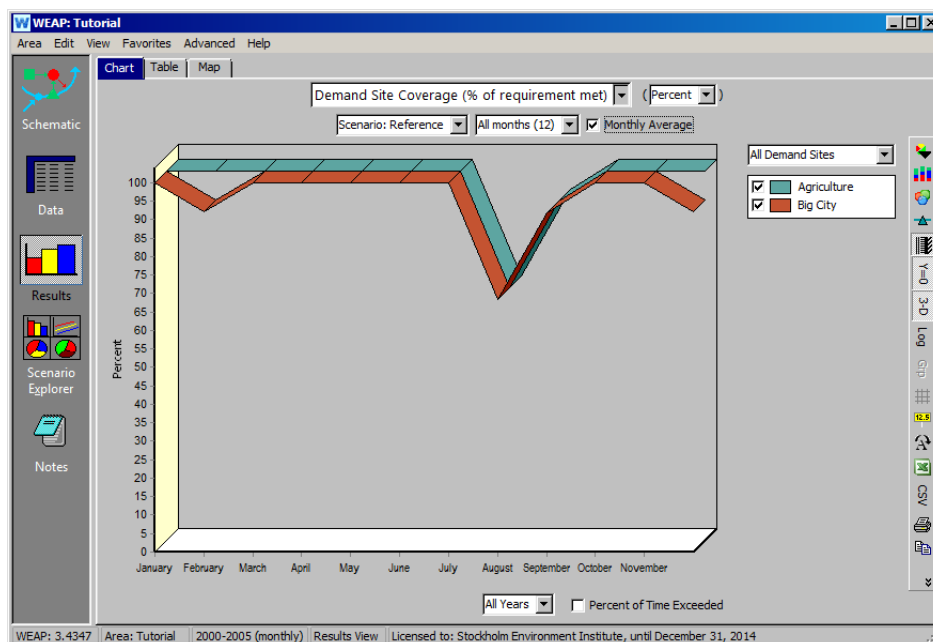 WEAP: Tutorial
Area Edit View Favorites Advanced Help
Chart Table Map
Demand Site Coverage (% of requirement met) (Percent)
Scenario: Reference All months (12) Monthly Average
Schematic
Data
Results
Scenario
Explorer
Notes
All Demand Sites
Agriculture
Big City
Percent
100
95
90
85
80
75
70
65
60
55
50
45
40
35
30
25
20
15
10
5
0
January February March April May June July August September October November
All Years Percent of Time Exceeded
Y=0
3-D
Log
Grp
12.5
A
CSV
WEAP: 3.4347 Area: Tutorial 2000-2005 (monthly) Results View Licensed to: Stockholm Environment Institute, until December 31, 2014